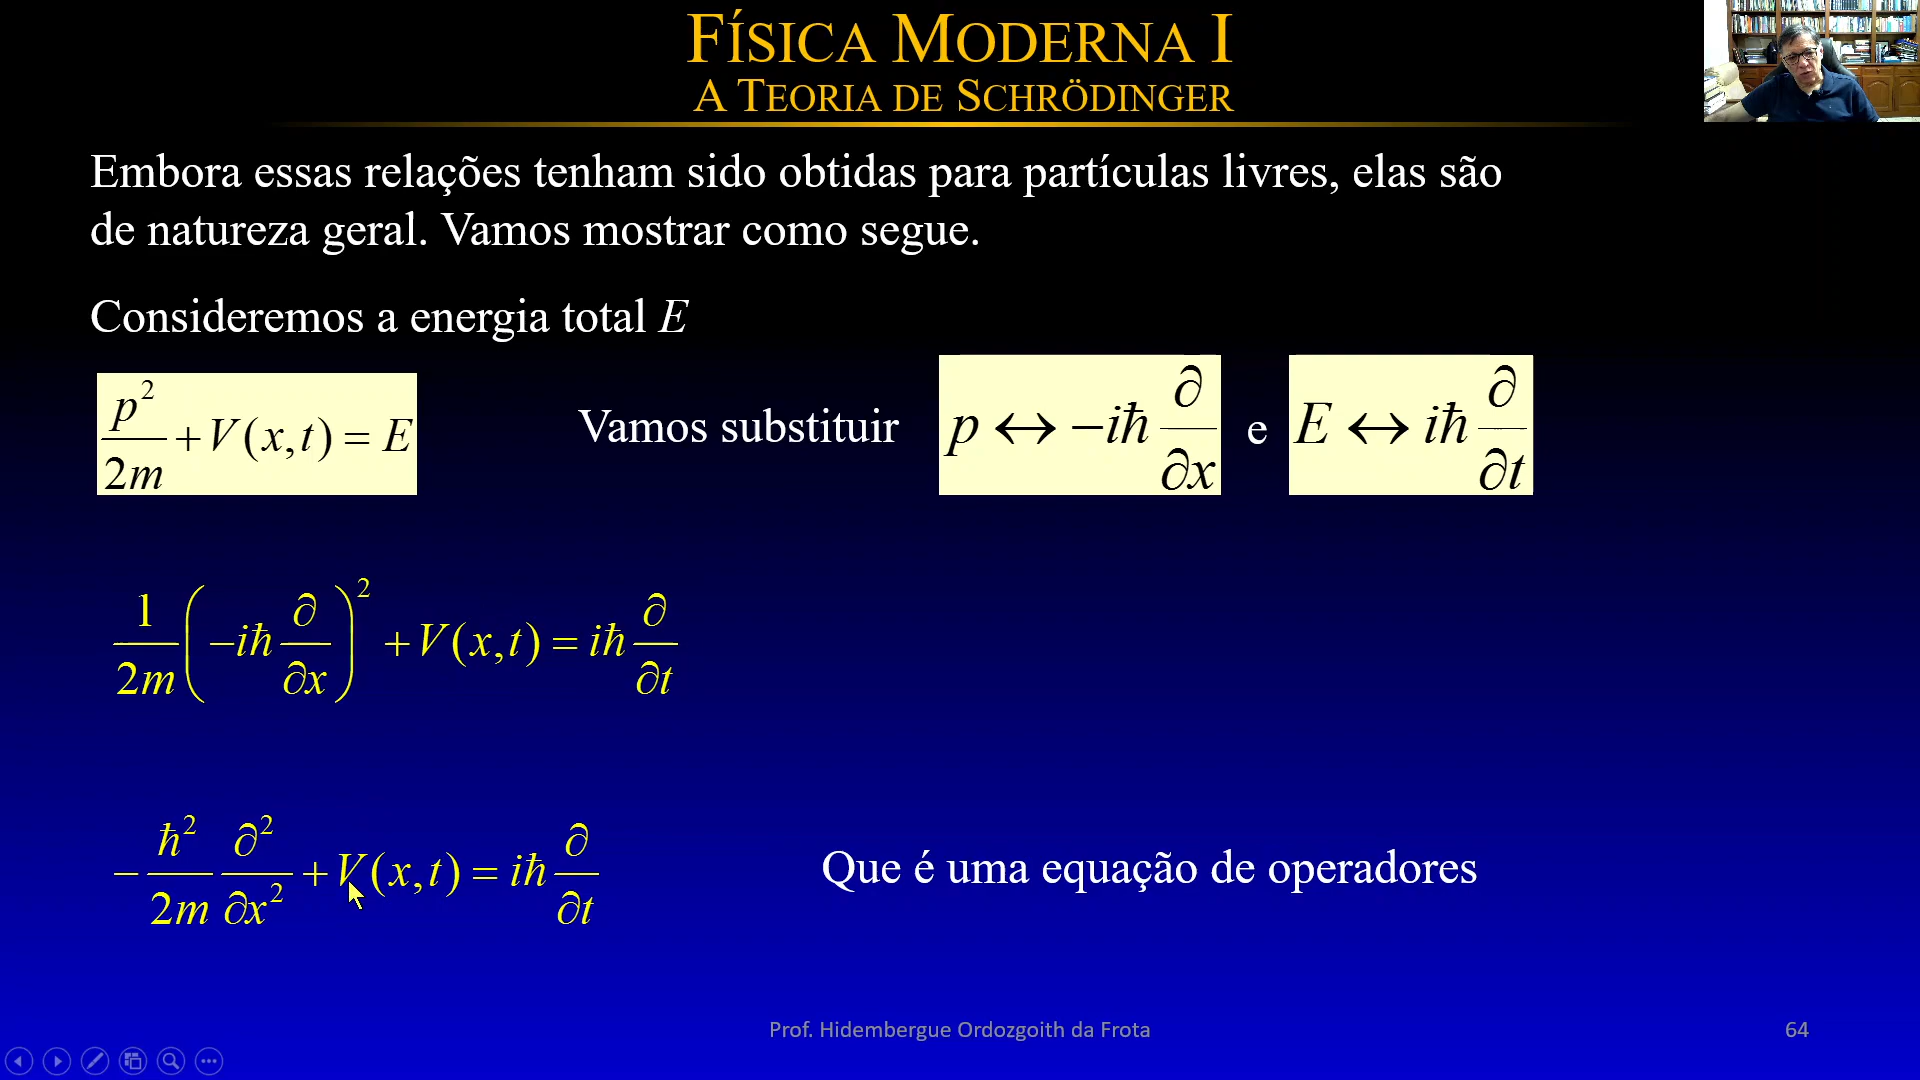 FÍSICA MODERNA I
A TEORIA DE SCHRÖDINGER
Embora essas relações tenham sido obtidas para partículas livres, elas são
de natureza geral. Vamos mostrar como segue.
Consideremos a energia total E
p²/2m + V(x,t) = E
Vamos substituir p ↔ −iħ ∂/∂x e E ↔ iħ ∂/∂t
1/2m (−iħ ∂/∂x)² + V(x,t) = iħ ∂/∂t
−ħ²/2m ∂²/∂x² + V(x,t) = iħ ∂/∂t Que é uma equação de operadores
Prof. Hidembergue Ordozgoith da Frota 64